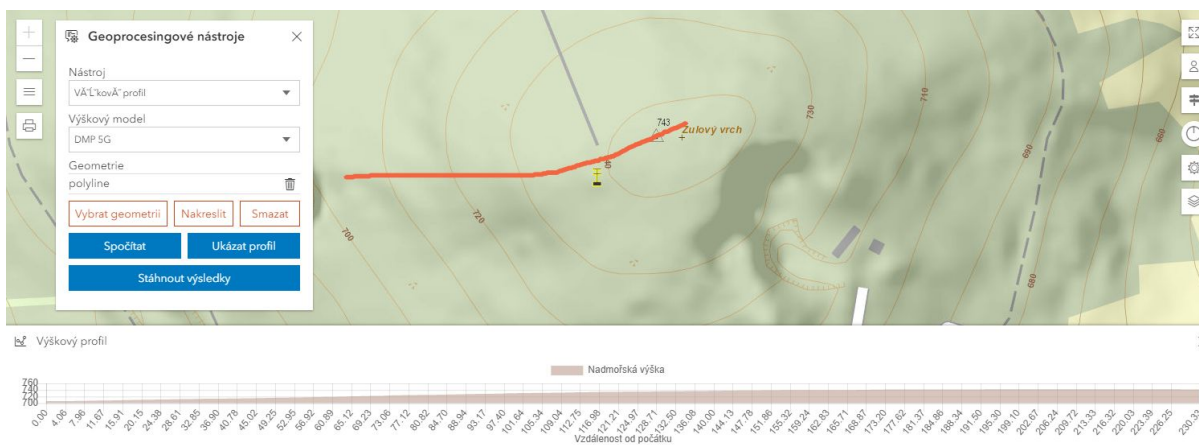 Geoprocesingové nástroje
Nástroj
VĂ˝ĹˇkovĂ˝ profil
Výškový model
DMP 5G
Geometrie
polyline
Vybrat geometrii
Nakreslit
Smazat
Spočítat
Ukázat profil
Stáhnout výsledky
743
Žulový vrch
730
710
690
660
720
700
680
Výškový profil
Nadmořská výška
760
740
720
700
0.00 4.06 7.96 11.67 15.91 20.15 24.38 28.61 32.85 36.90 40.78 45.02 49.25 52.95 56.92 60.89 65.12 69.23 73.06 77.12 80.82 84.70 88.94 93.17 97.40 101.64 105.34 109.04 112.75 116.98 121.21 124.97 128.71 132.50 136.08 140.00 144.13 147.78 151.86 155.32 159.24 162.83 165.71 168.87 173.20 177.62 181.37 184.86 188.34 191.50 195.30 199.10 202.67 206.24 209.72 213.33 216.32 220.03 223.39 226.25 230.33
Vzdálenost od počátku